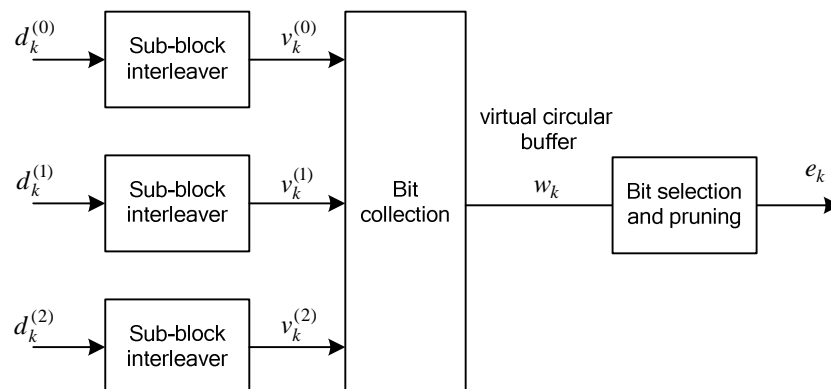 d_k^{(0)}
Sub-block
interleaver
v_k^{(0)}
d_k^{(1)}
Sub-block
interleaver
v_k^{(1)}
d_k^{(2)}
Sub-block
interleaver
v_k^{(2)}
Bit
collection
virtual circular
buffer
w_k
Bit selection
and pruning
e_k